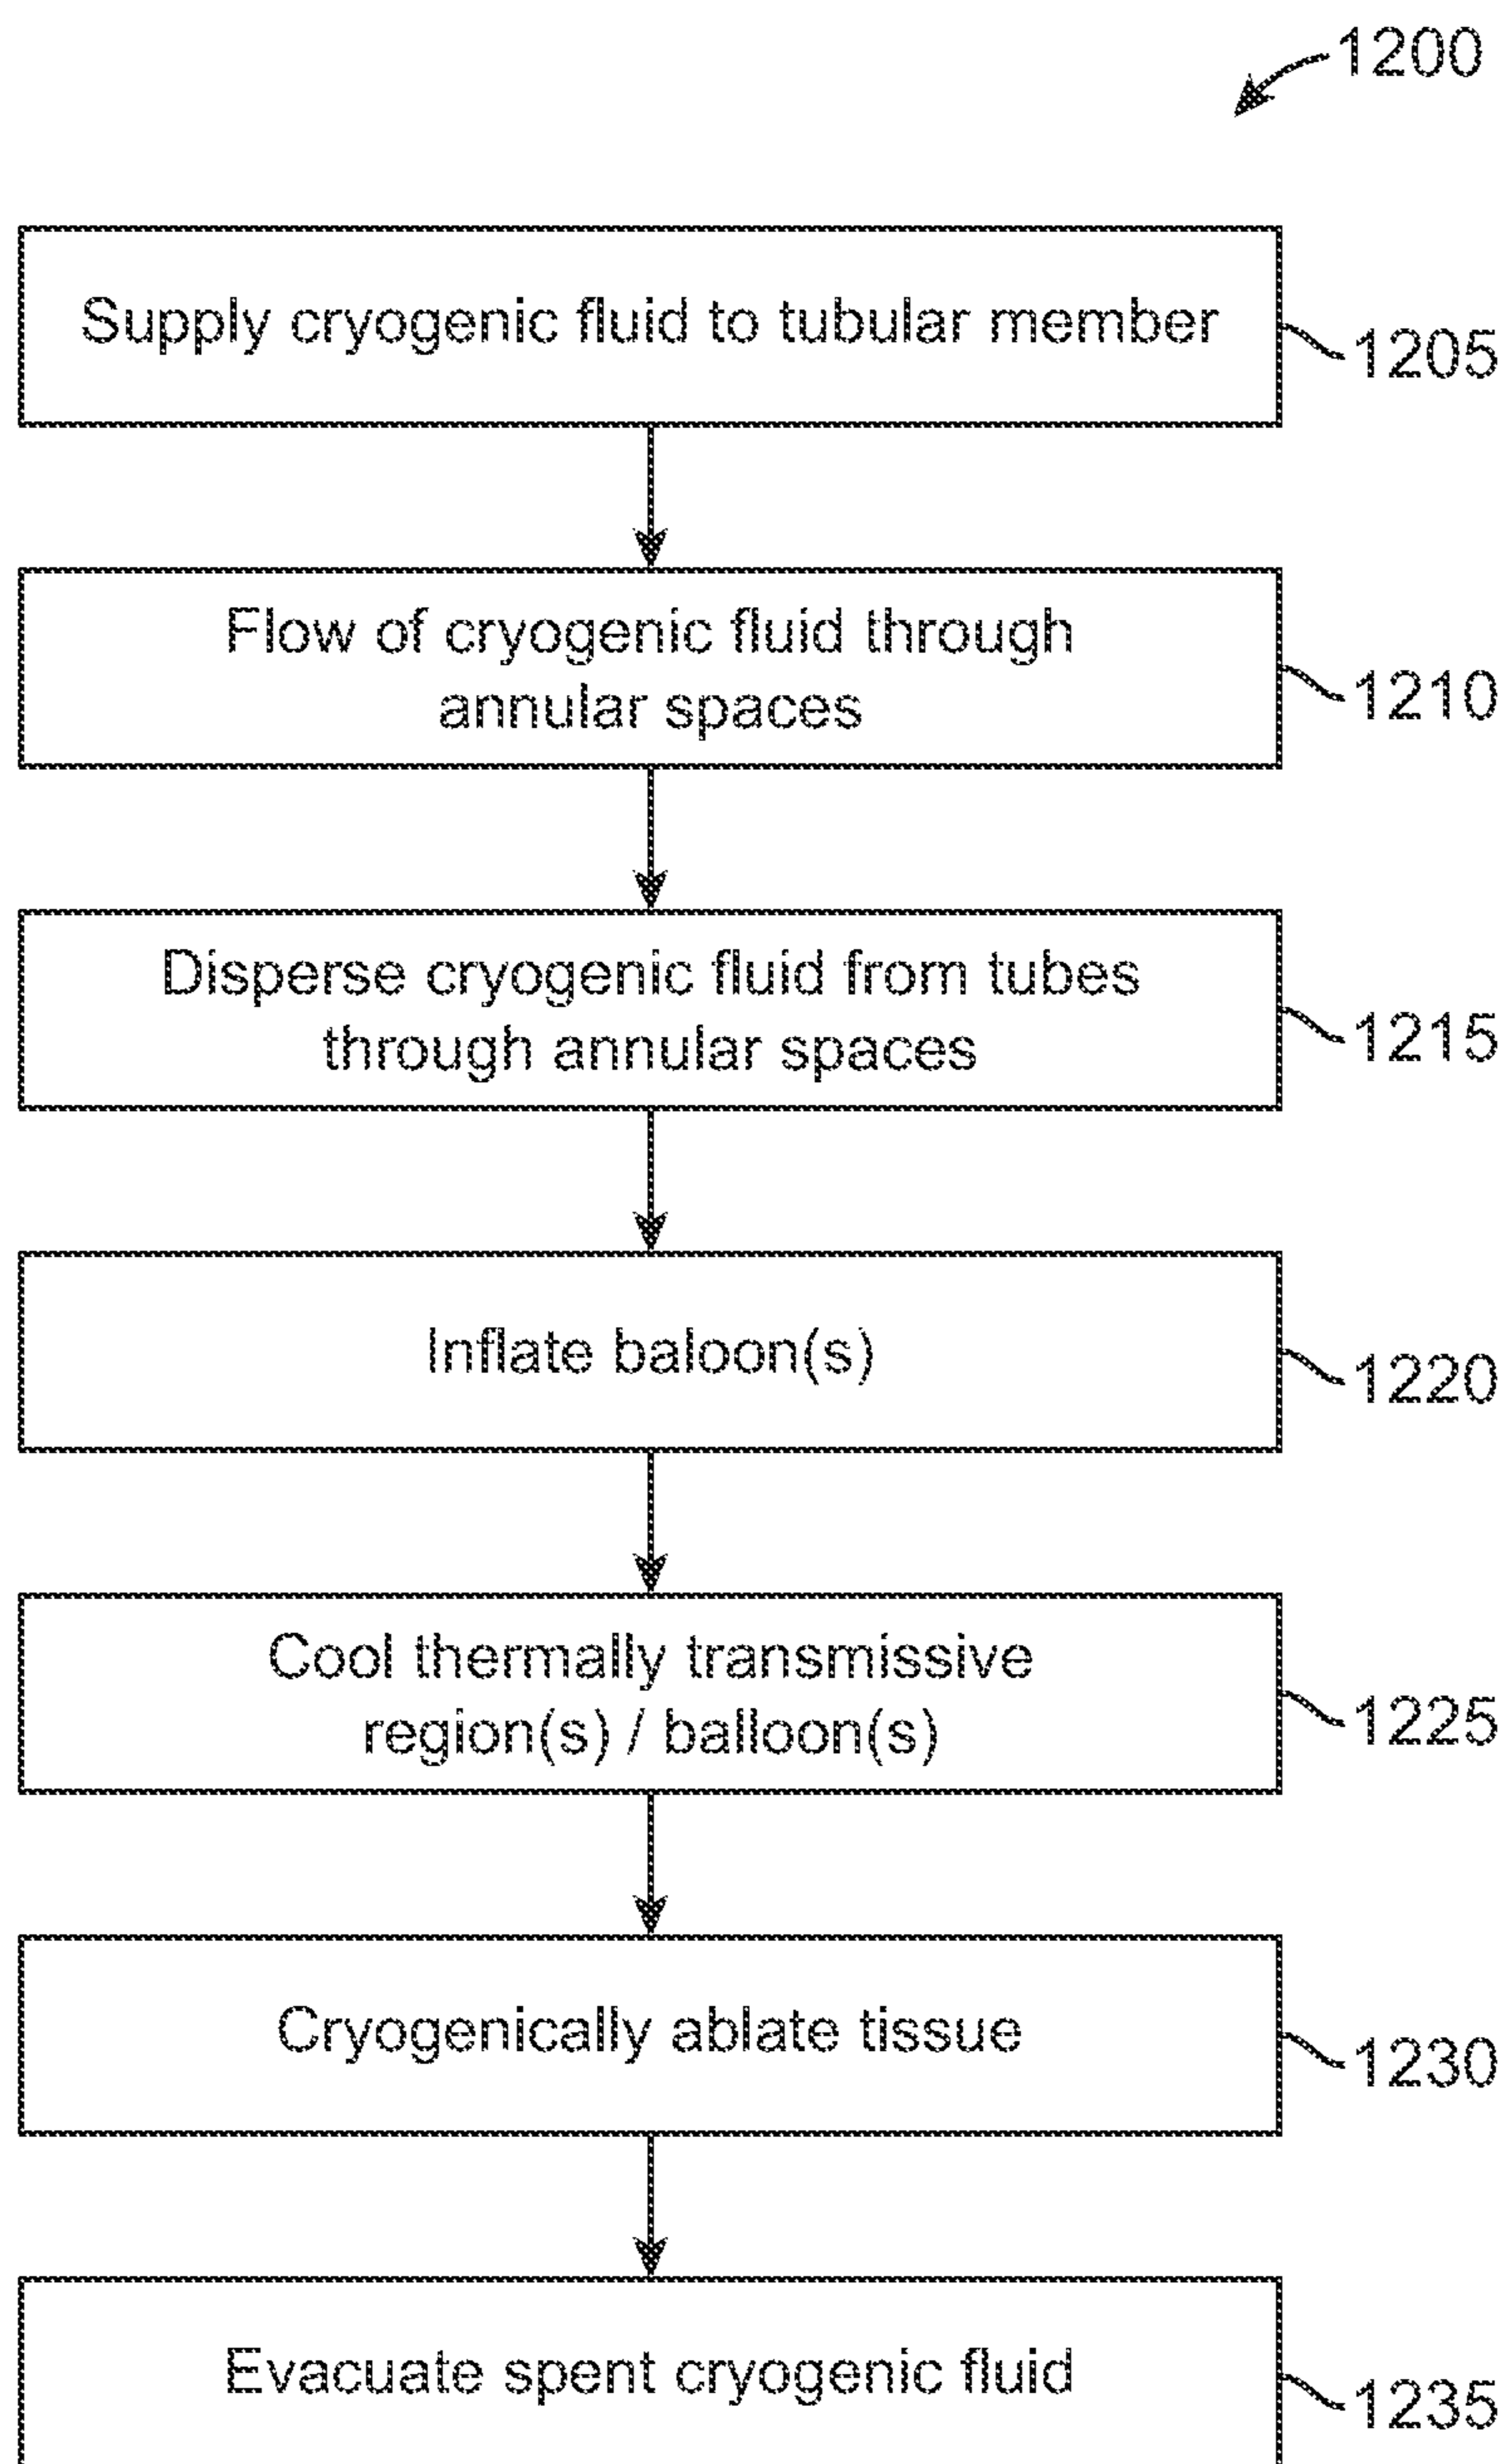 1200
Supply cryogenic fluid to tubular member
1205
Flow of cryogenic fluid through
annular spaces
1210
Disperse cryogenic fluid from tubes
through annular spaces
1215
Inflate baloon(s)
1220
Cool thermally transmissive
region(s) / balloon(s)
1225
Cryogenically ablate tissue
1230
Evacuate spent cryogenic fluid
1235